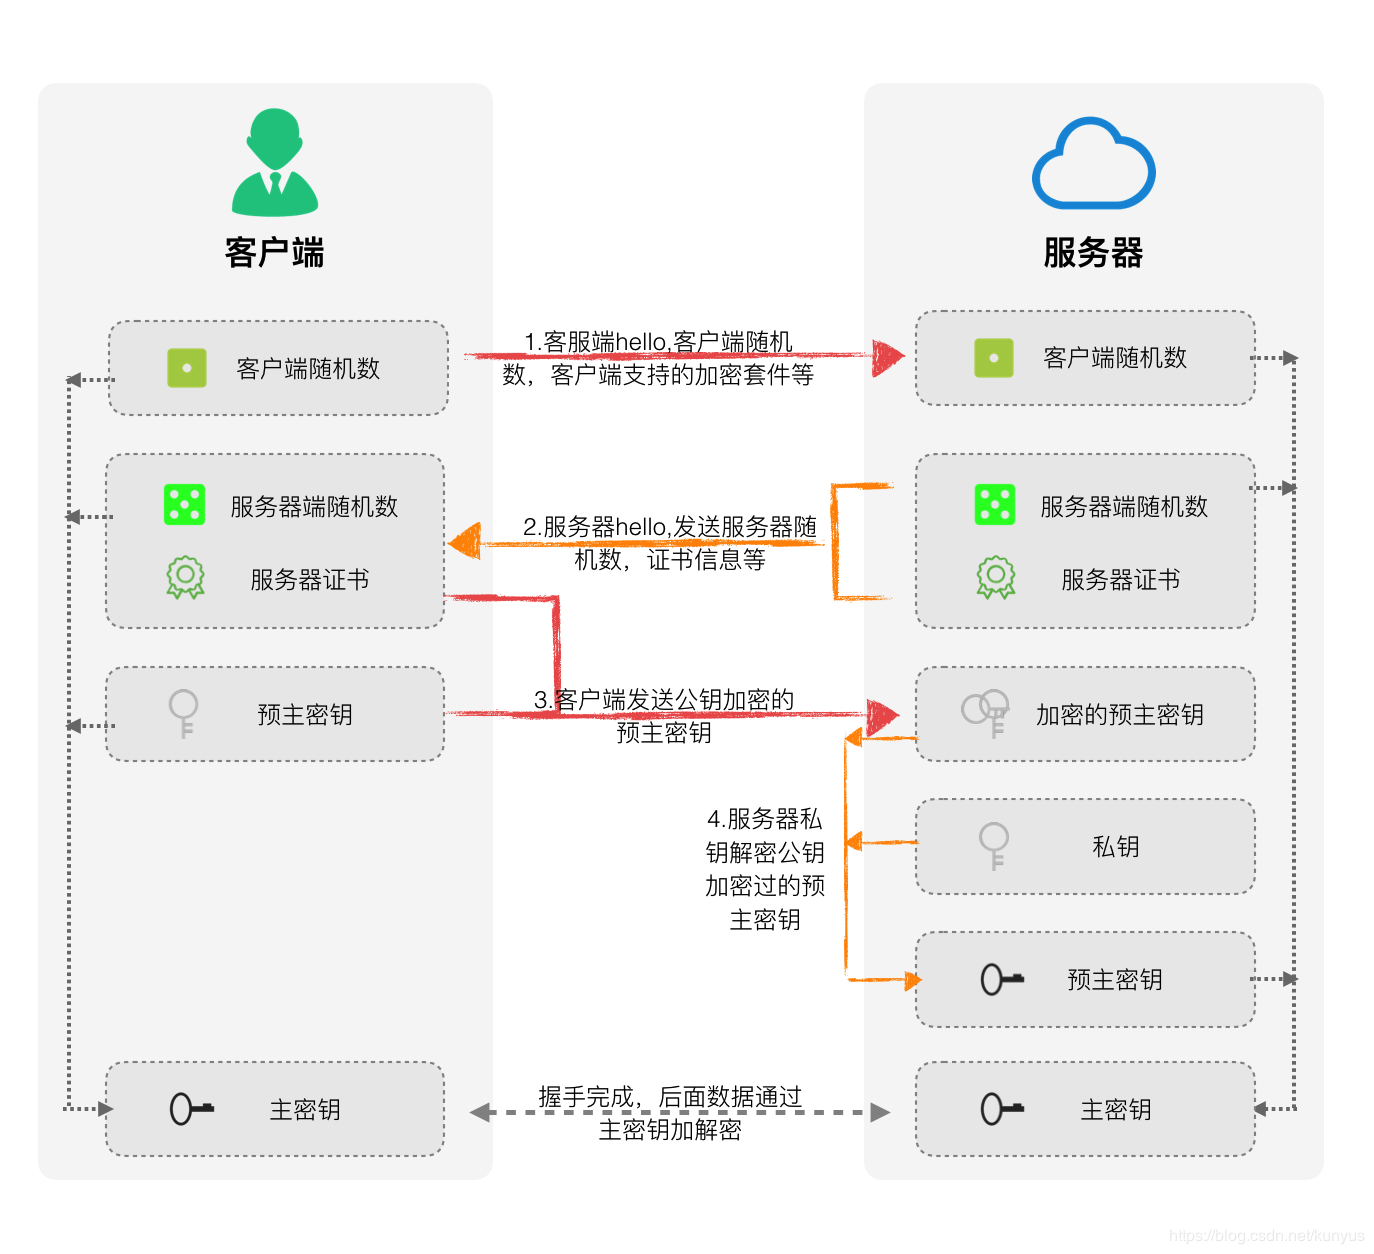 客户端
服务器
客户端随机数
1.客服端hello,客户端随机
数，客户端支持的加密套件等
客户端随机数
服务器端随机数
服务器证书
2.服务器hello,发送服务器随
机数，证书信息等
服务器端随机数
服务器证书
预主密钥
3.客户端发送公钥加密的
预主密钥
加密的预主密钥
4.服务器私
钥解密公钥
加密过的预
主密钥
私钥
预主密钥
主密钥
握手完成，后面数据通过
主密钥加解密
主密钥
https://blog.csdn.net/kunyus